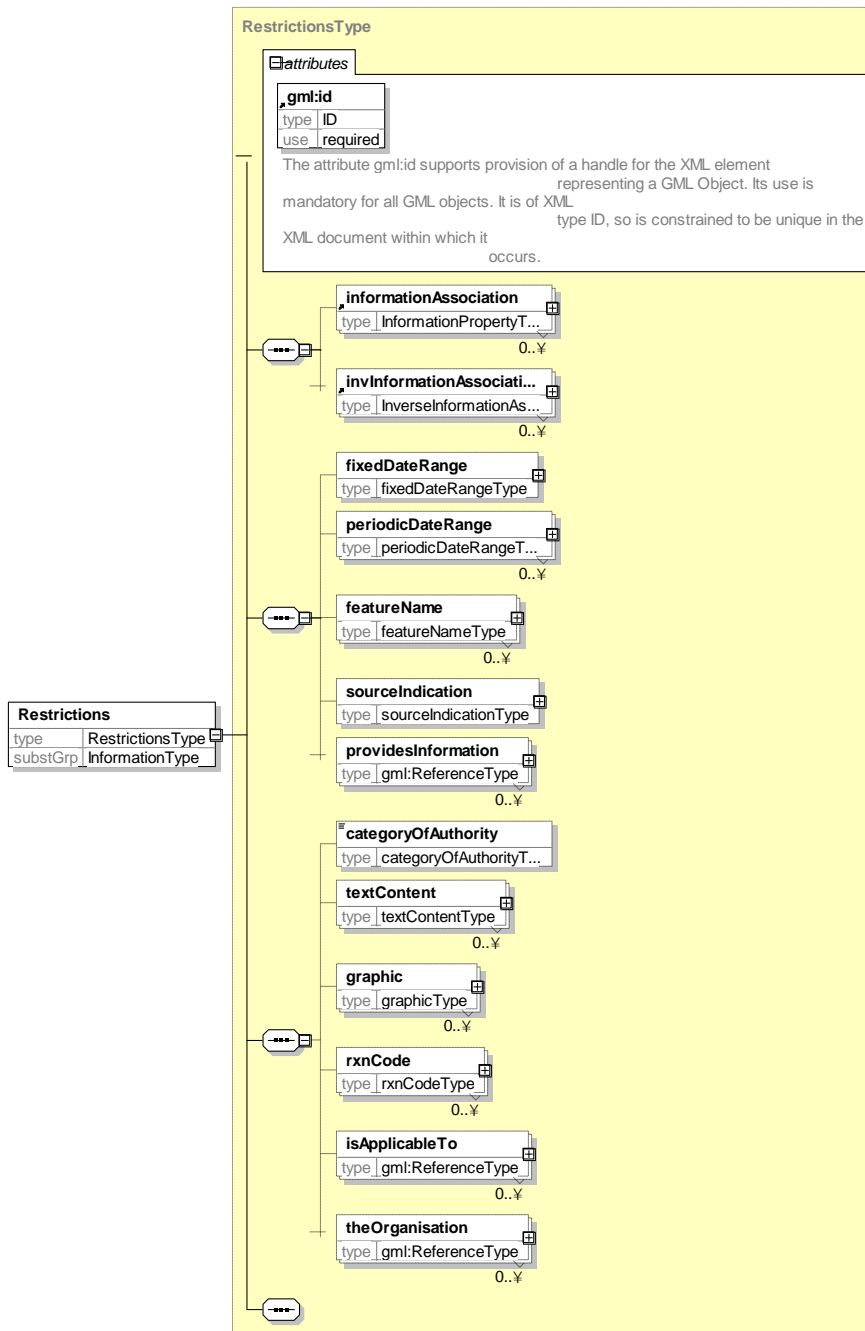 RestrictionsType
attributes
gml:id
type ID
use required
The attribute gml:id supports provision of a handle for the XML element
representing a GML Object. Its use is
mandatory for all GML objects. It is of XML
type ID, so is constrained to be unique in the
XML document within which it
occurs.
informationAssociation
type InformationPropertyT...
0..¥
invInformationAssociati...
type InverseInformationAs...
0..¥
fixedDateRange
type fixedDateRangeType
periodicDateRange
type periodicDateRangeT...
0..¥
featureName
type featureNameType
0..¥
sourceIndication
type sourceIndicationType
providesInformation
type gml:ReferenceType
0..¥
Restrictions
type RestrictionsType
substGrp InformationType
categoryOfAuthority
type categoryOfAuthorityT...
textContent
type textContentType
0..¥
graphic
type graphicType
0..¥
rxnCode
type rxnCodeType
0..¥
isApplicableTo
type gml:ReferenceType
0..¥
theOrganisation
type gml:ReferenceType
0..¥